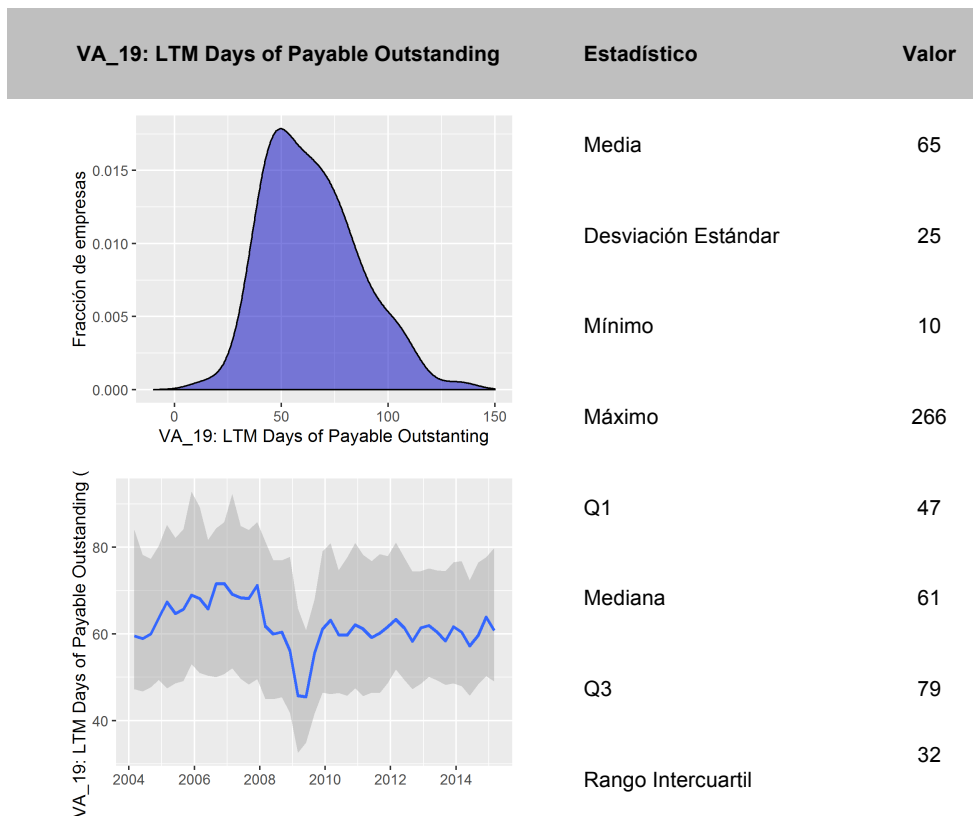 VA_19: LTM Days of Payable Outstanding Estadístico Valor
Fracción de empresas
0.015
0.010
0.005
0.000
0 50 100 150
VA_19: LTM Days of Payable Outstanting
VA_19: LTM Days of Payable Outstanding (
80
60
40
2004 2006 2008 2010 2012 2014
Media 65
Desviación Estándar 25
Mínimo 10
Máximo 266
Q1 47
Mediana 61
Q3 79
Rango Intercuartil 32